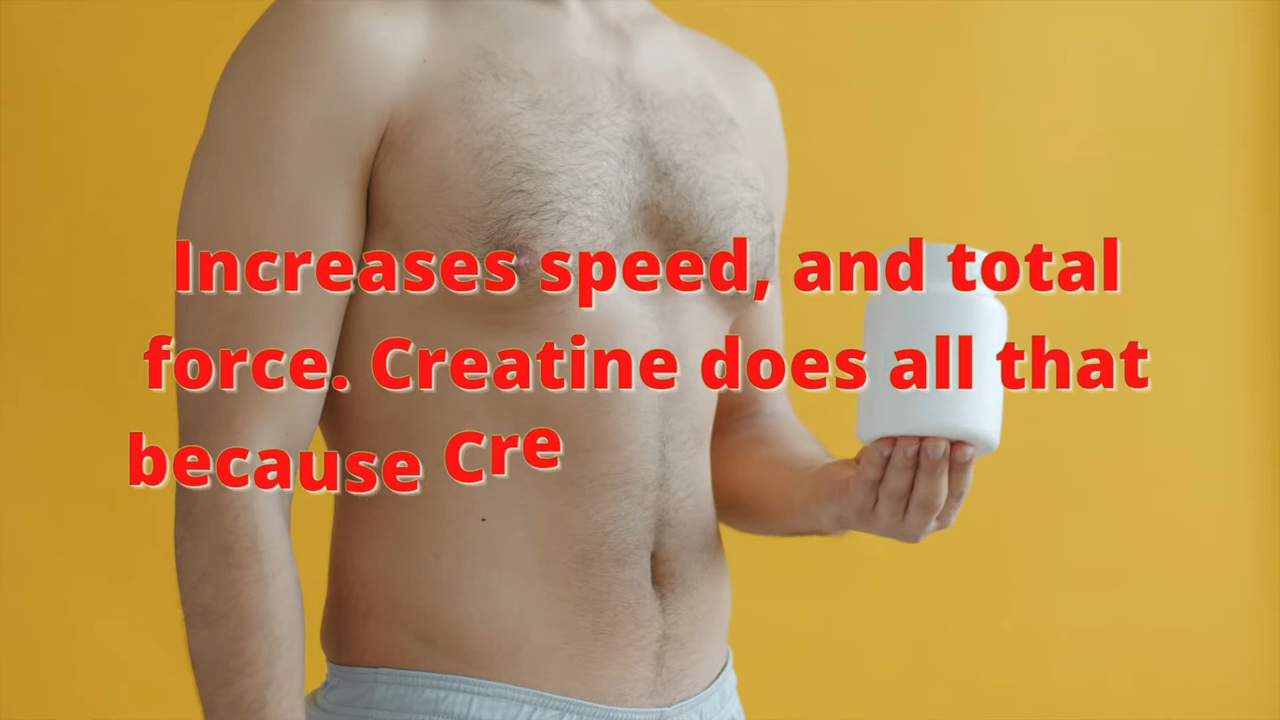 Increases speed, and total
force. Creatine does all that
because Cre